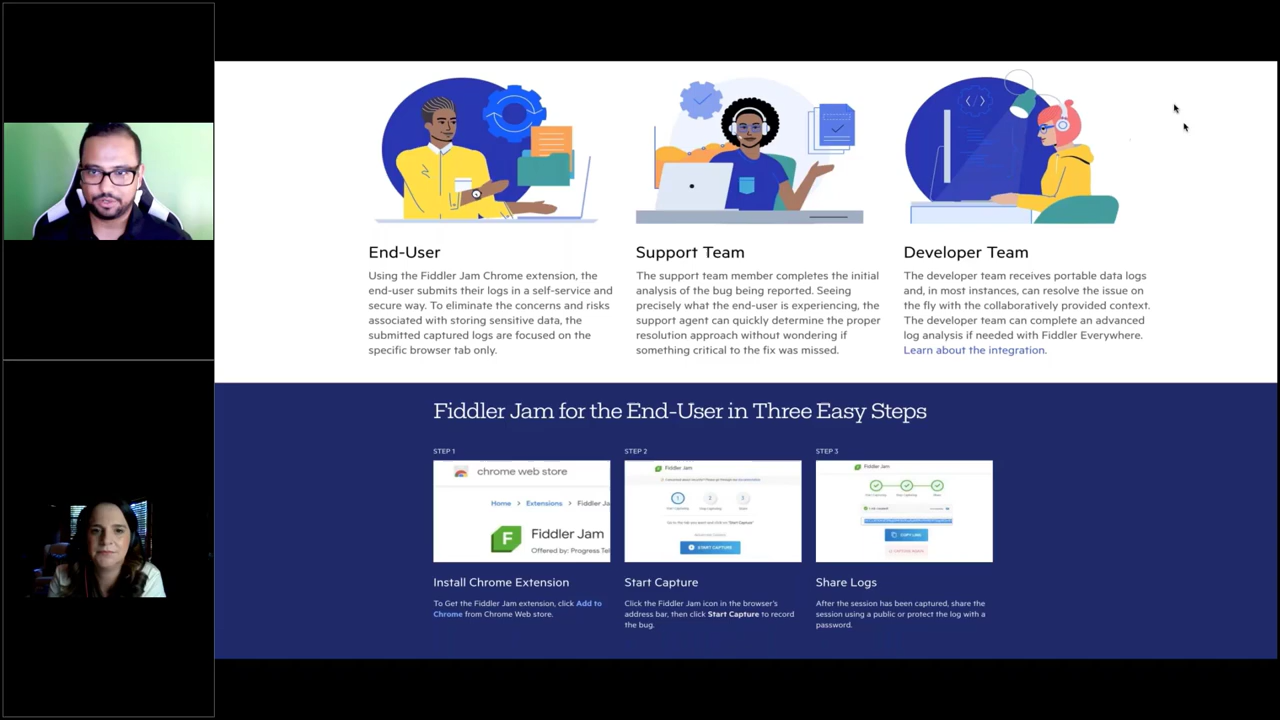 End-User
Using the Fiddler Jam Chrome extension, the
end-user submits their logs in a self-service and
secure way. To eliminate the concerns and risks
associated with storing sensitive data, the
submitted captured logs are focused on the
specific browser tab only.
Support Team
The support team member completes the initial
analysis of the bug being reported. Seeing
precisely what the end-user is experiencing, the
support agent can quickly determine the proper
resolution approach without wondering if
something critical to the fix was missed.
Developer Team
The developer team receives portable data logs
and, in most instances, can resolve the issue on
the fly with the collaboratively provided context.
The developer team can complete an advanced
log analysis if needed with Fiddler Everywhere.
Learn about the integration.
Fiddler Jam for the End-User in Three Easy Steps
STEP 1
chrome web store
Home > Extensions > Fiddler Ja
F
Fiddler Jam
Offered by: Progress Tel
Install Chrome Extension
To Get the Fiddler Jam extension, click Add to
Chrome from Chrome Web store.
STEP 2
Fiddler Jam
1 2 3
START CAPTURE
Start Capture
Click the Fiddler Jam icon in the browser's
address bar, then click Start Capture to record
the bug.
STEP 3
Fiddler Jam
COPY LINK
Share Logs
After the session has been captured, share the
session using a public or protect the log with a
password.